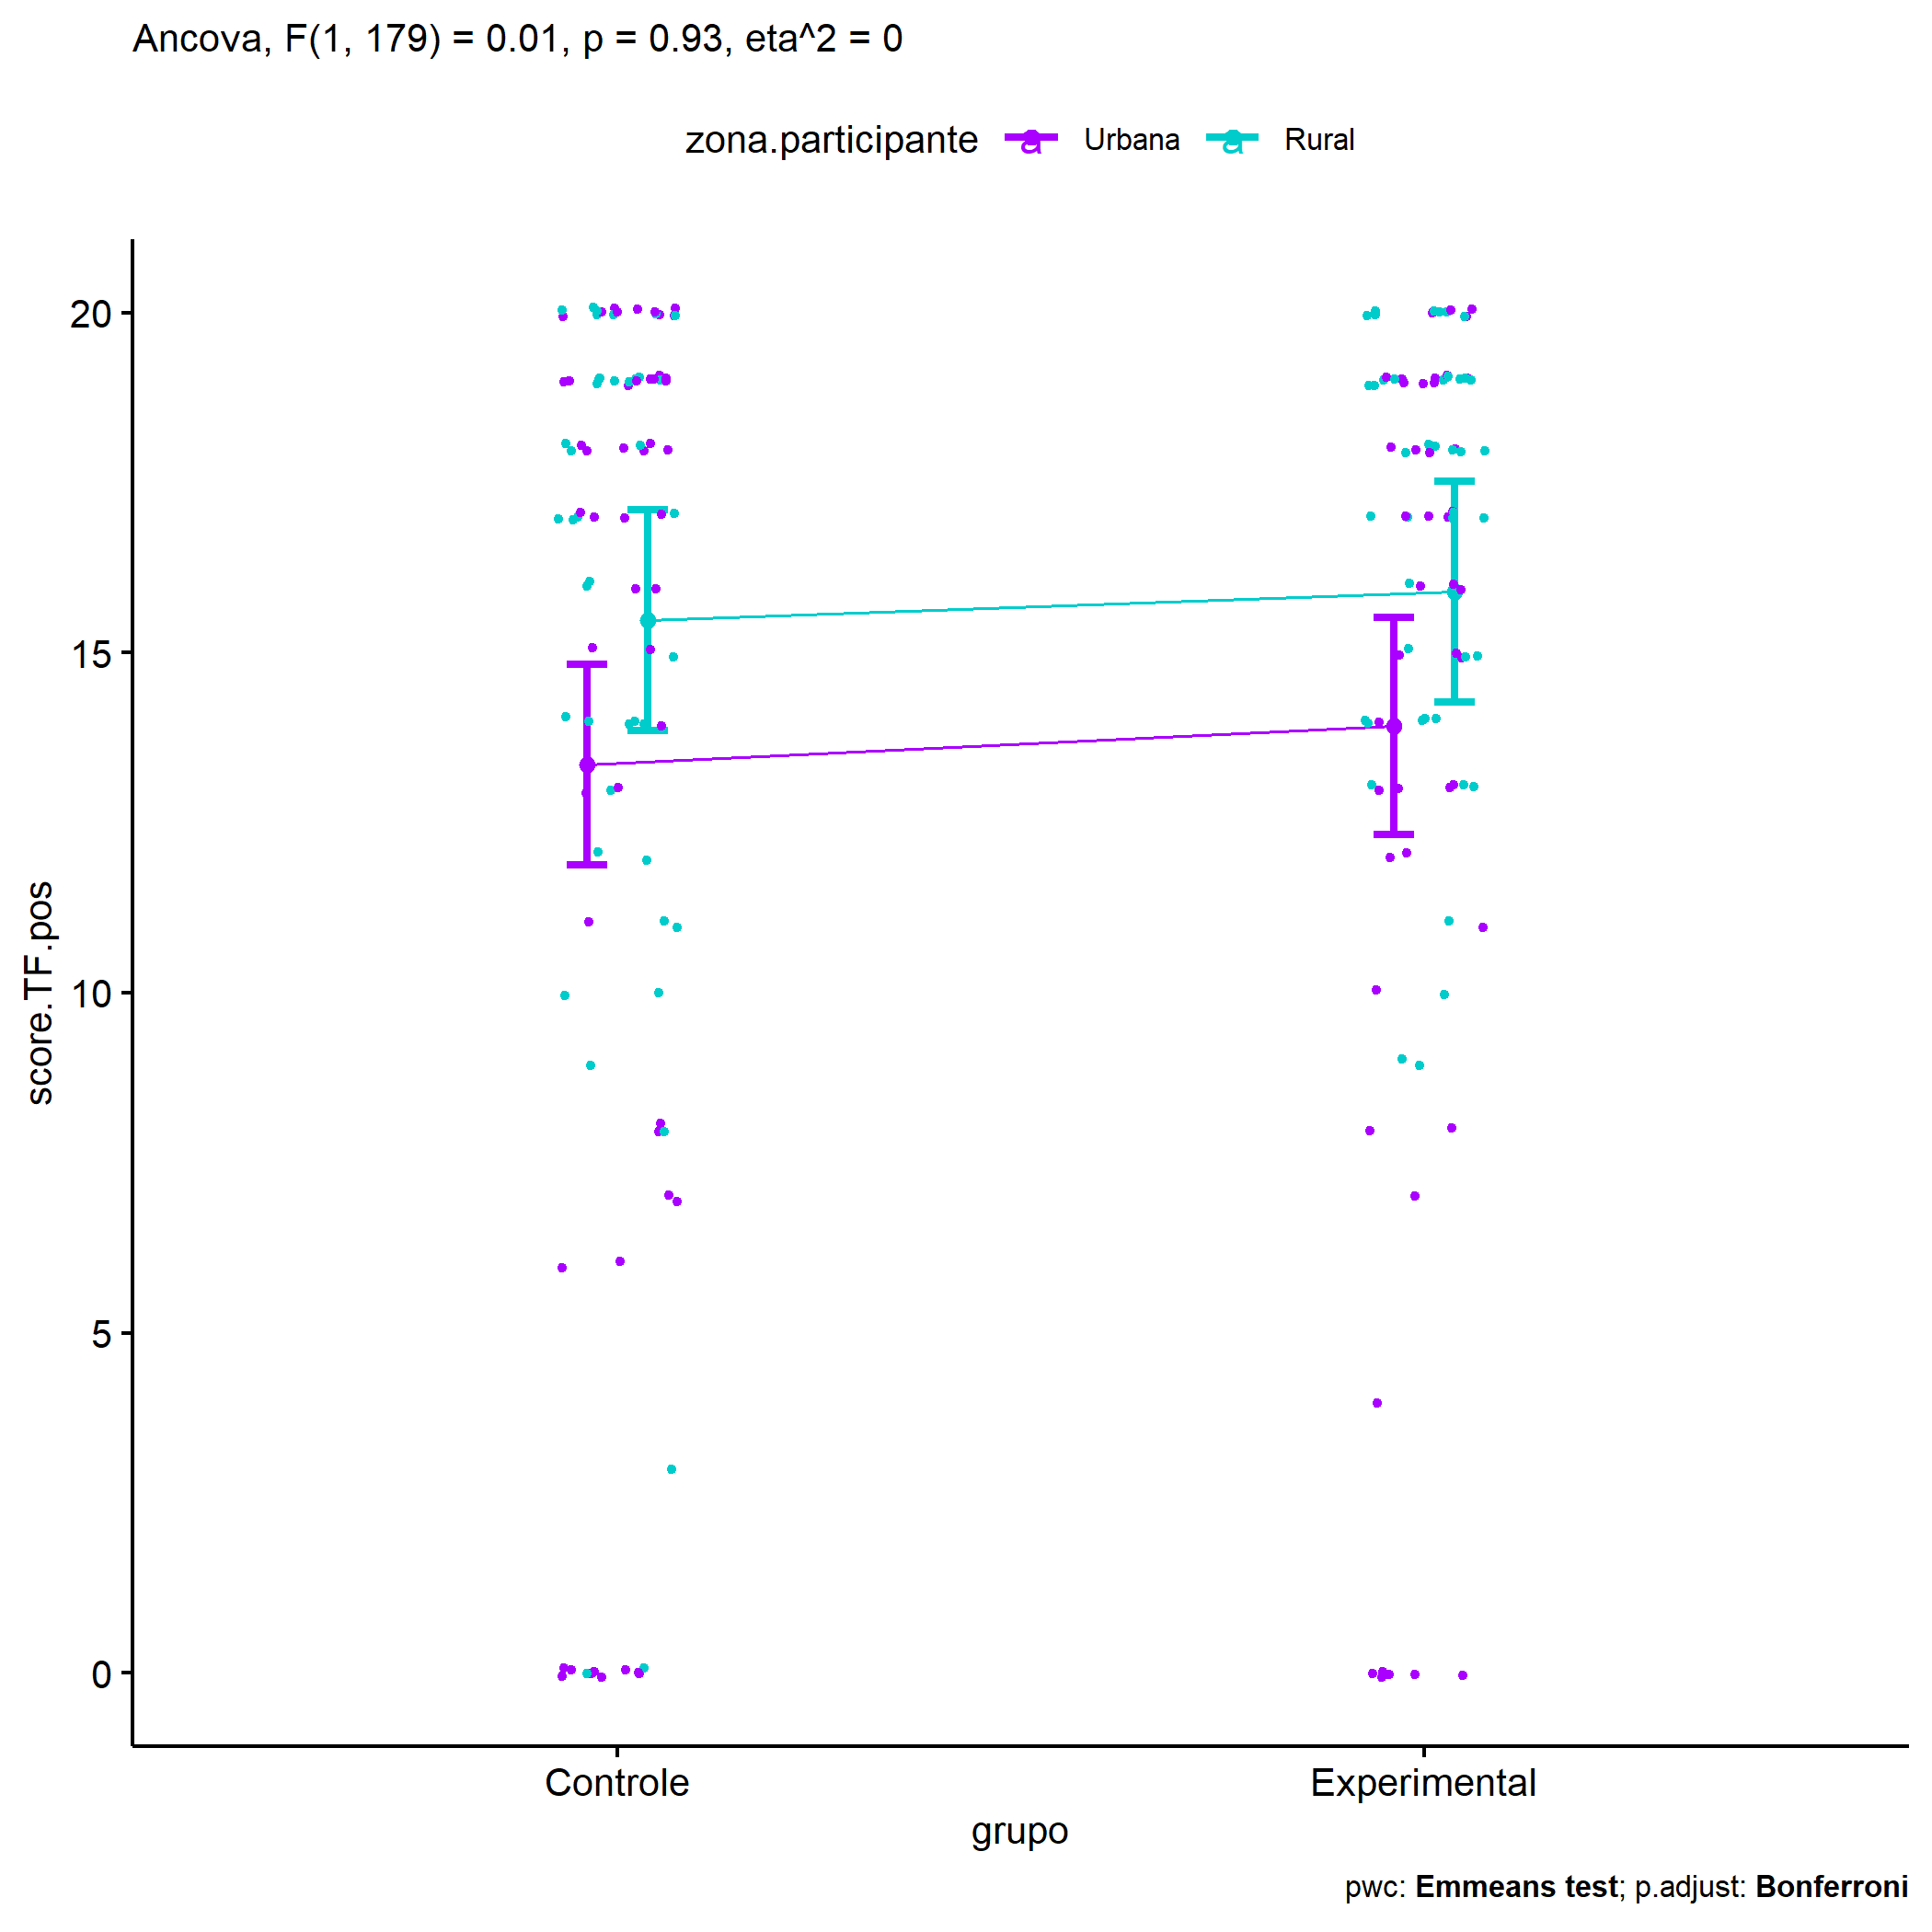 Ancova, F(1, 179) = 0.01, p = 0.93, eta^2 = 0
zona.participante a Urbana a Rural
20
15
10
5
0
score.TF.pos
Controle Experimental
grupo
pwc: Emmeans test; p.adjust: Bonferroni